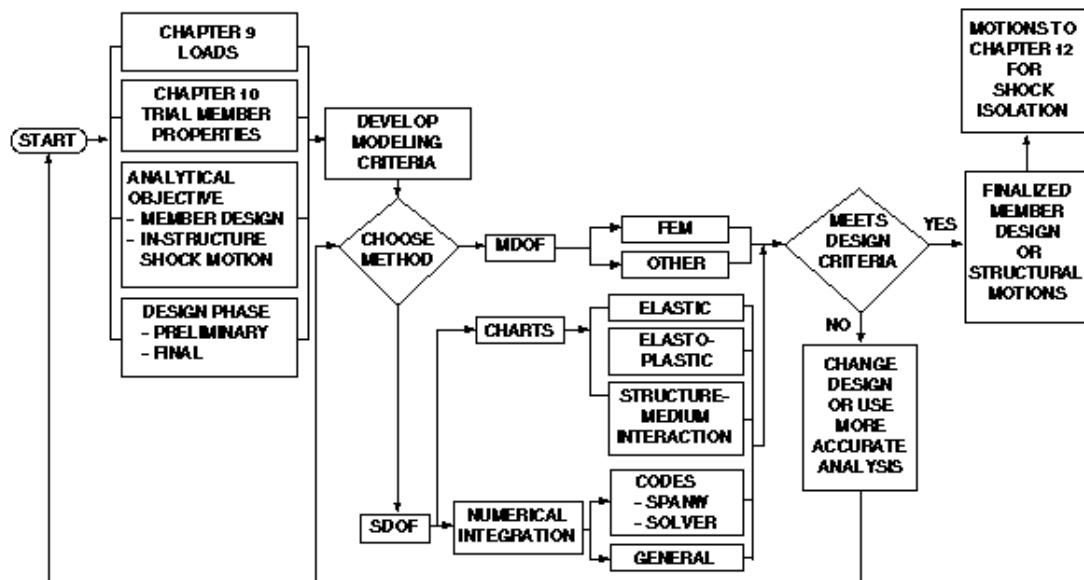 START
CHAPTER 9
LOADS
CHAPTER 10
TRIAL MEMBER
PROPERTIES
ANALYTICAL
OBJECTIVE
- MEMBER DESIGN
- IN-STRUCTURE
SHOCK MOTION
DESIGN PHASE
- PRELIMINARY
- FINAL
DEVELOP
MODELING
CRITERIA
CHOOSE
METHOD
MDOF
FEM
OTHER
SDOF
CHARTS
ELASTIC
ELASTO-
PLASTIC
STRUCTURE-
MEDIUM
INTERACTION
NUMERICAL
INTEGRATION
CODES
- SPANW
- SOLVER
GENERAL
MEETS
DESIGN
CRITERIA
YES
NO
CHANGE
DESIGN
OR USE
MORE
ACCURATE
ANALYSIS
FINALIZED
MEMBER
DESIGN
OR
STRUCTURAL
MOTIONS
MOTIONS TO
CHAPTER 12
FOR
SHOCK
ISOLATION